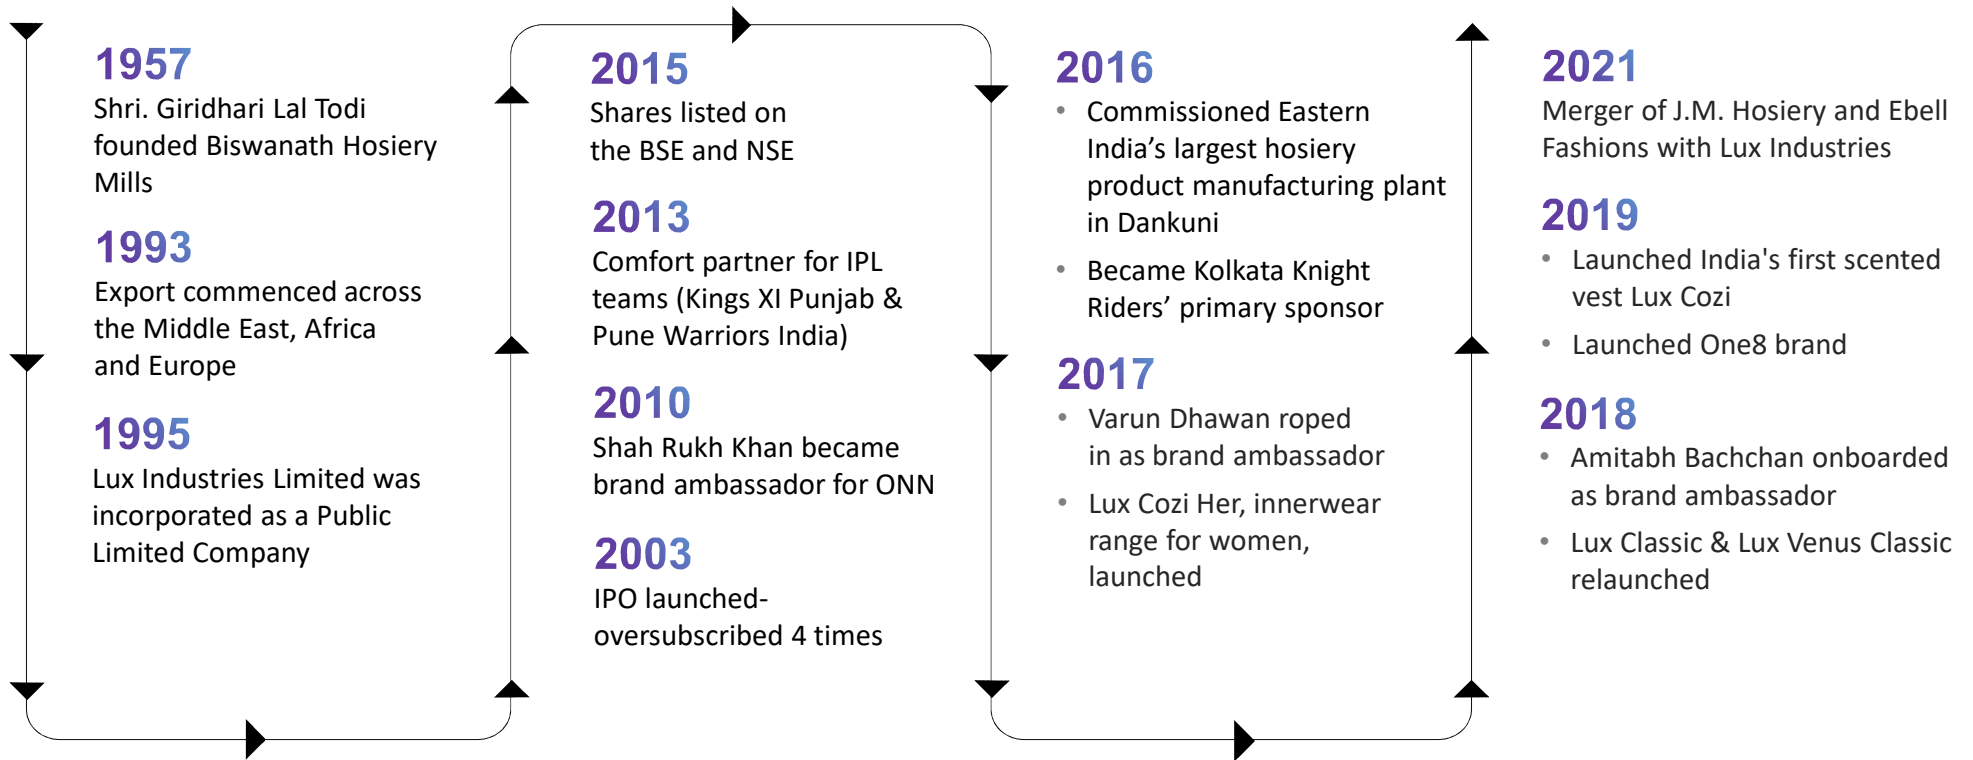 1957
Shri. Giridhari Lal Todi
founded Biswanath Hosiery
Mills
1993
Export commenced across
the Middle East, Africa
and Europe
1995
Lux Industries Limited was
incorporated as a Public
Limited Company
2015
Shares listed on
the BSE and NSE
2013
Comfort partner for IPL
teams (Kings XI Punjab &
Pune Warriors India)
2010
Shah Rukh Khan became
brand ambassador for ONN
2003
IPO launched-
oversubscribed 4 times
2016
• Commissioned Eastern
India’s largest hosiery
product manufacturing plant
in Dankuni
• Became Kolkata Knight
Riders’ primary sponsor
2017
• Varun Dhawan roped
in as brand ambassador
• Lux Cozi Her, innerwear
range for women,
launched
2021
Merger of J.M. Hosiery and Ebell
Fashions with Lux Industries
2019
• Launched India's first scented
vest Lux Cozi
• Launched One8 brand
2018
• Amitabh Bachchan onboarded
as brand ambassador
• Lux Classic & Lux Venus Classic
relaunched